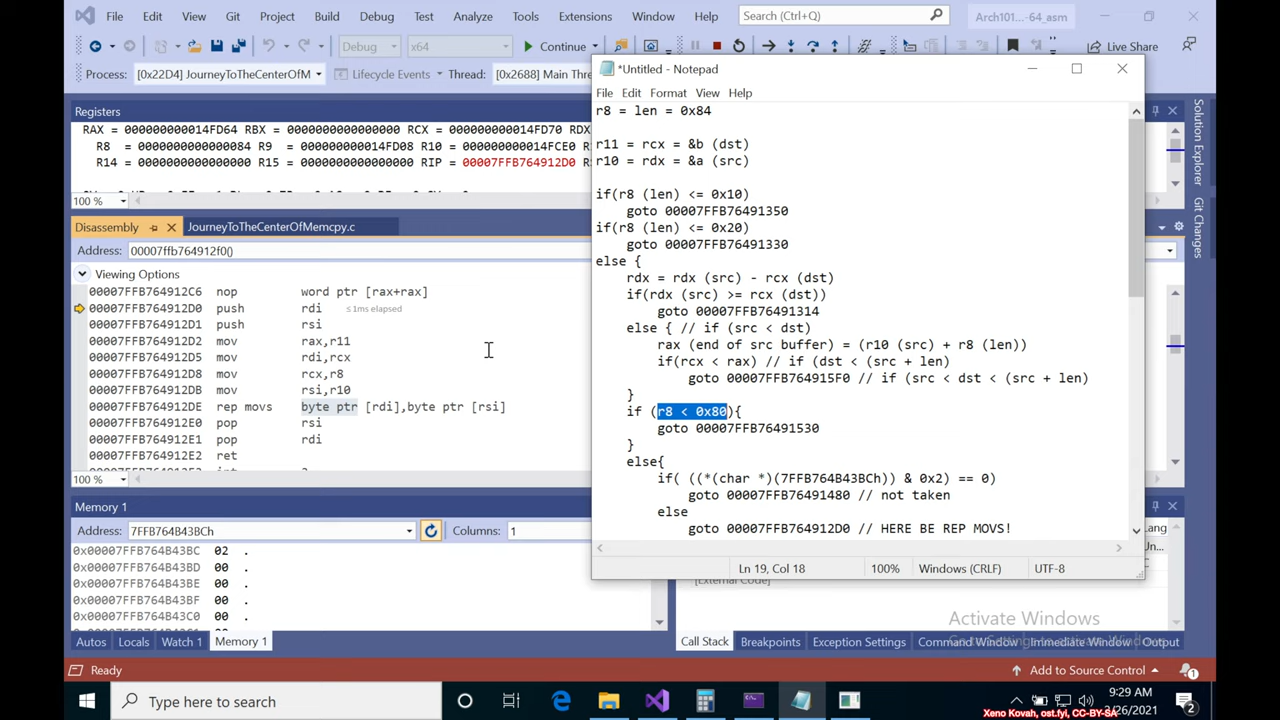 File Edit View Git Project Build Debug Test Analyze Tools Extensions Window Help Search (Ctrl+Q) Arch101...64_asm
Debug x64 Continue Live Share
Process: [0x22D4] JourneyToTheCenterOfM Lifecycle Events Thread: [0x2688] Main Thre
Registers
RAX = 000000000014FD64 RBX = 0000000000000000 RCX = 000000000014FD70 RDX
R8 = 0000000000000084 R9 = 000000000014FD08 R10 = 000000000014FCE0 R11
R14 = 0000000000000000 R15 = 0000000000000000 RIP = 00007FFB764912D0
100 %
Disassembly JourneyToTheCenterOfMemcpy.c
Address: 00007ffb764912f0()
Viewing Options
00007FFB764912C6 nop word ptr [rax+rax]
00007FFB764912D0 push rdi ≤ 1ms elapsed
00007FFB764912D1 push rsi
00007FFB764912D2 mov rax,r11
00007FFB764912D5 mov rdi,rcx
00007FFB764912D8 mov rcx,r8
00007FFB764912DB mov rsi,r10
00007FFB764912DE rep movs byte ptr [rdi],byte ptr [rsi]
00007FFB764912E0 pop rsi
00007FFB764912E1 pop rdi
00007FFB764912E2 ret
100 %
Memory 1
Address: 7FFB764B43BCh Columns: 1
0x00007FFB764B43BC 02 .
0x00007FFB764B43BD 00 .
0x00007FFB764B43BE 00 .
0x00007FFB764B43BF 00 .
0x00007FFB764B43C0 00 .
Autos Locals Watch 1 Memory 1
*Untitled - Notepad
File Edit Format View Help
r8 = len = 0x84
r11 = rcx = &b (dst)
r10 = rdx = &a (src)
if(r8 (len) <= 0x10)
goto 00007FFB76491350
if(r8 (len) <= 0x20)
goto 00007FFB76491330
else {
rdx = rdx (src) - rcx (dst)
if(rdx (src) >= rcx (dst))
goto 00007FFB76491314
else { // if (src < dst)
rax (end of src buffer) = (r10 (src) + r8 (len))
if(rcx < rax) // if (dst < (src + len)
goto 00007FFB764915F0 // if (src < dst < (src + len)
}
if (r8 < 0x80){
goto 00007FFB76491530
}
else{
if( ((*(char *)(7FFB764B43BCh)) & 0x2) == 0)
goto 00007FFB76491480 // not taken
else
goto 00007FFB764912D0 // HERE BE REP MOVS!
Ln 19, Col 18 100% Windows (CRLF) UTF-8
Lang
[External Code] Un...
Activate Windows
Call Stack Breakpoints Exception Settings Command Window Immediate Window Output
Solution Explorer
Git Changes
Ready Add to Source Control 1
Type here to search
9:29 AM
2
Xeno Kovah, ost.fyi, CC-BY-SA